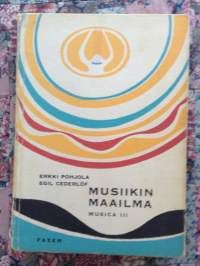 ERKKI POHJOLA
EGIL CEDERLÖF
MUSIIKIN
MAAILMA
MUSICA III
FAZER